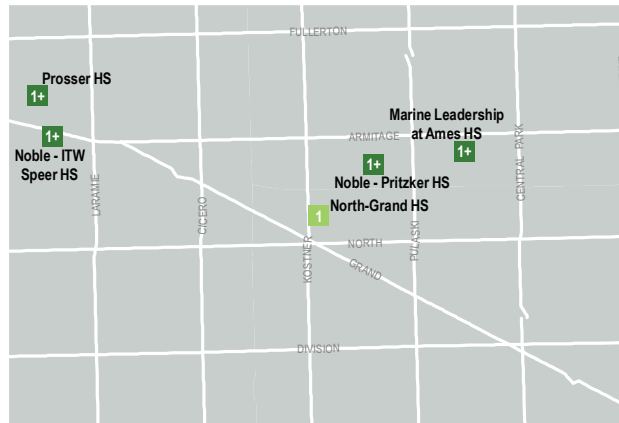 FULLERTON
Prosser HS
1+
Marine Leadership
at Ames HS
1+
Noble - ITW
Speer HS
ARMITAGE
1+
1+
Noble - Pritzker HS
North-Grand HS
1
LARAMIE
CICERO
KOSTNER
PULASKI
CENTRAL PARK
NORTH
GRAND
DIVISION